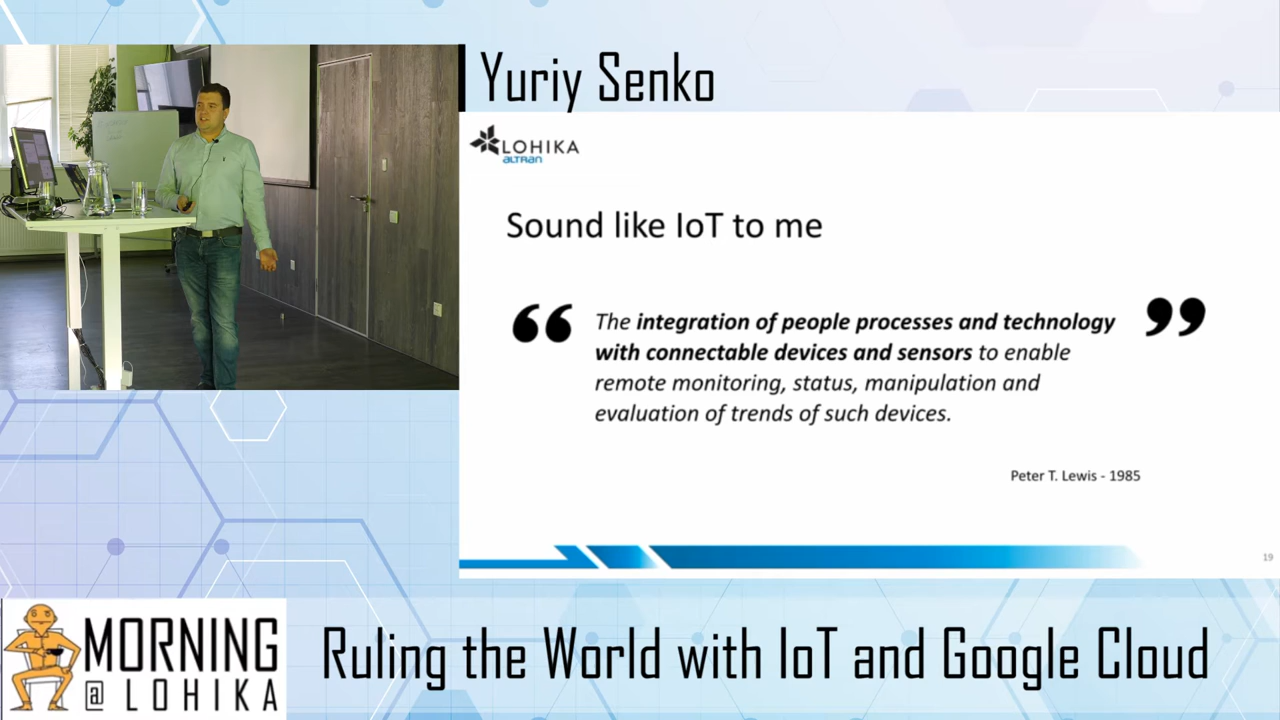 Yuriy Senko
LOHIKA
altran
Sound like IoT to me
“ The integration of people processes and technology ”
with connectable devices and sensors to enable
remote monitoring, status, manipulation and
evaluation of trends of such devices.
Peter T. Lewis - 1985
19
MORNING
@ LOHIKA
Ruling the World with IoT and Google Cloud